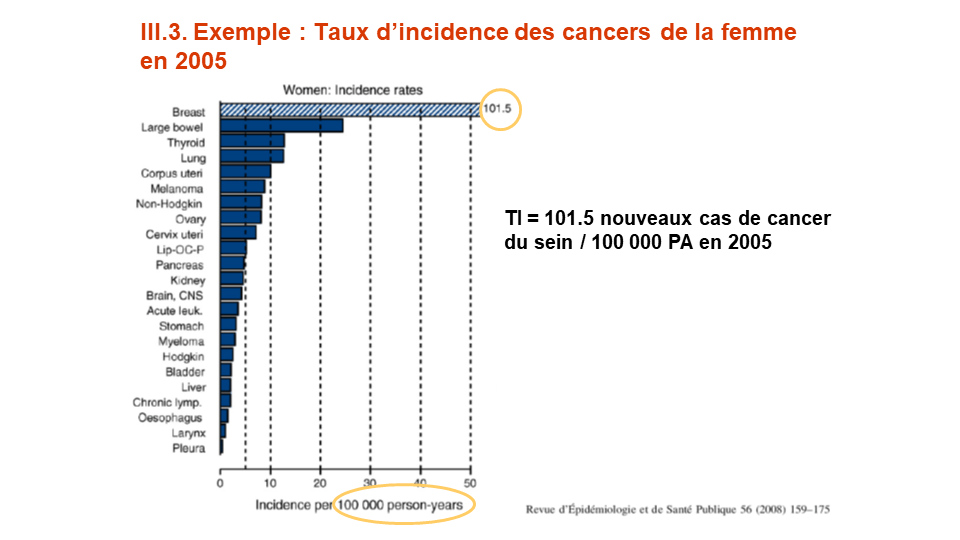 III.3. Exemple : Taux d’incidence des cancers de la femme
en 2005
Women: Incidence rates
Breast
101.5
Large bowel
Thyroid
Lung
Corpus uteri
Melanoma
Non-Hodgkin
Ovary
Cervix uteri
Lip-OC-P
Pancreas
Kidney
Brain, CNS
Acute leuk.
Stomach
Myeloma
Hodgkin
Bladder
Liver
Chronic lymp.
Oesophagus
Larynx
Pleura
0 10 20 30 40 50
Incidence per 100 000 person-years
TI = 101.5 nouveaux cas de cancer
du sein / 100 000 PA en 2005
Revue d’Épidémiologie et de Santé Publique 56 (2008) 159–175